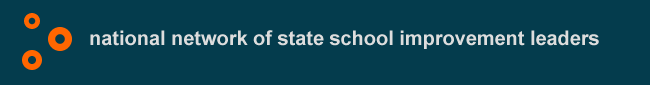 national network of state school improvement leaders